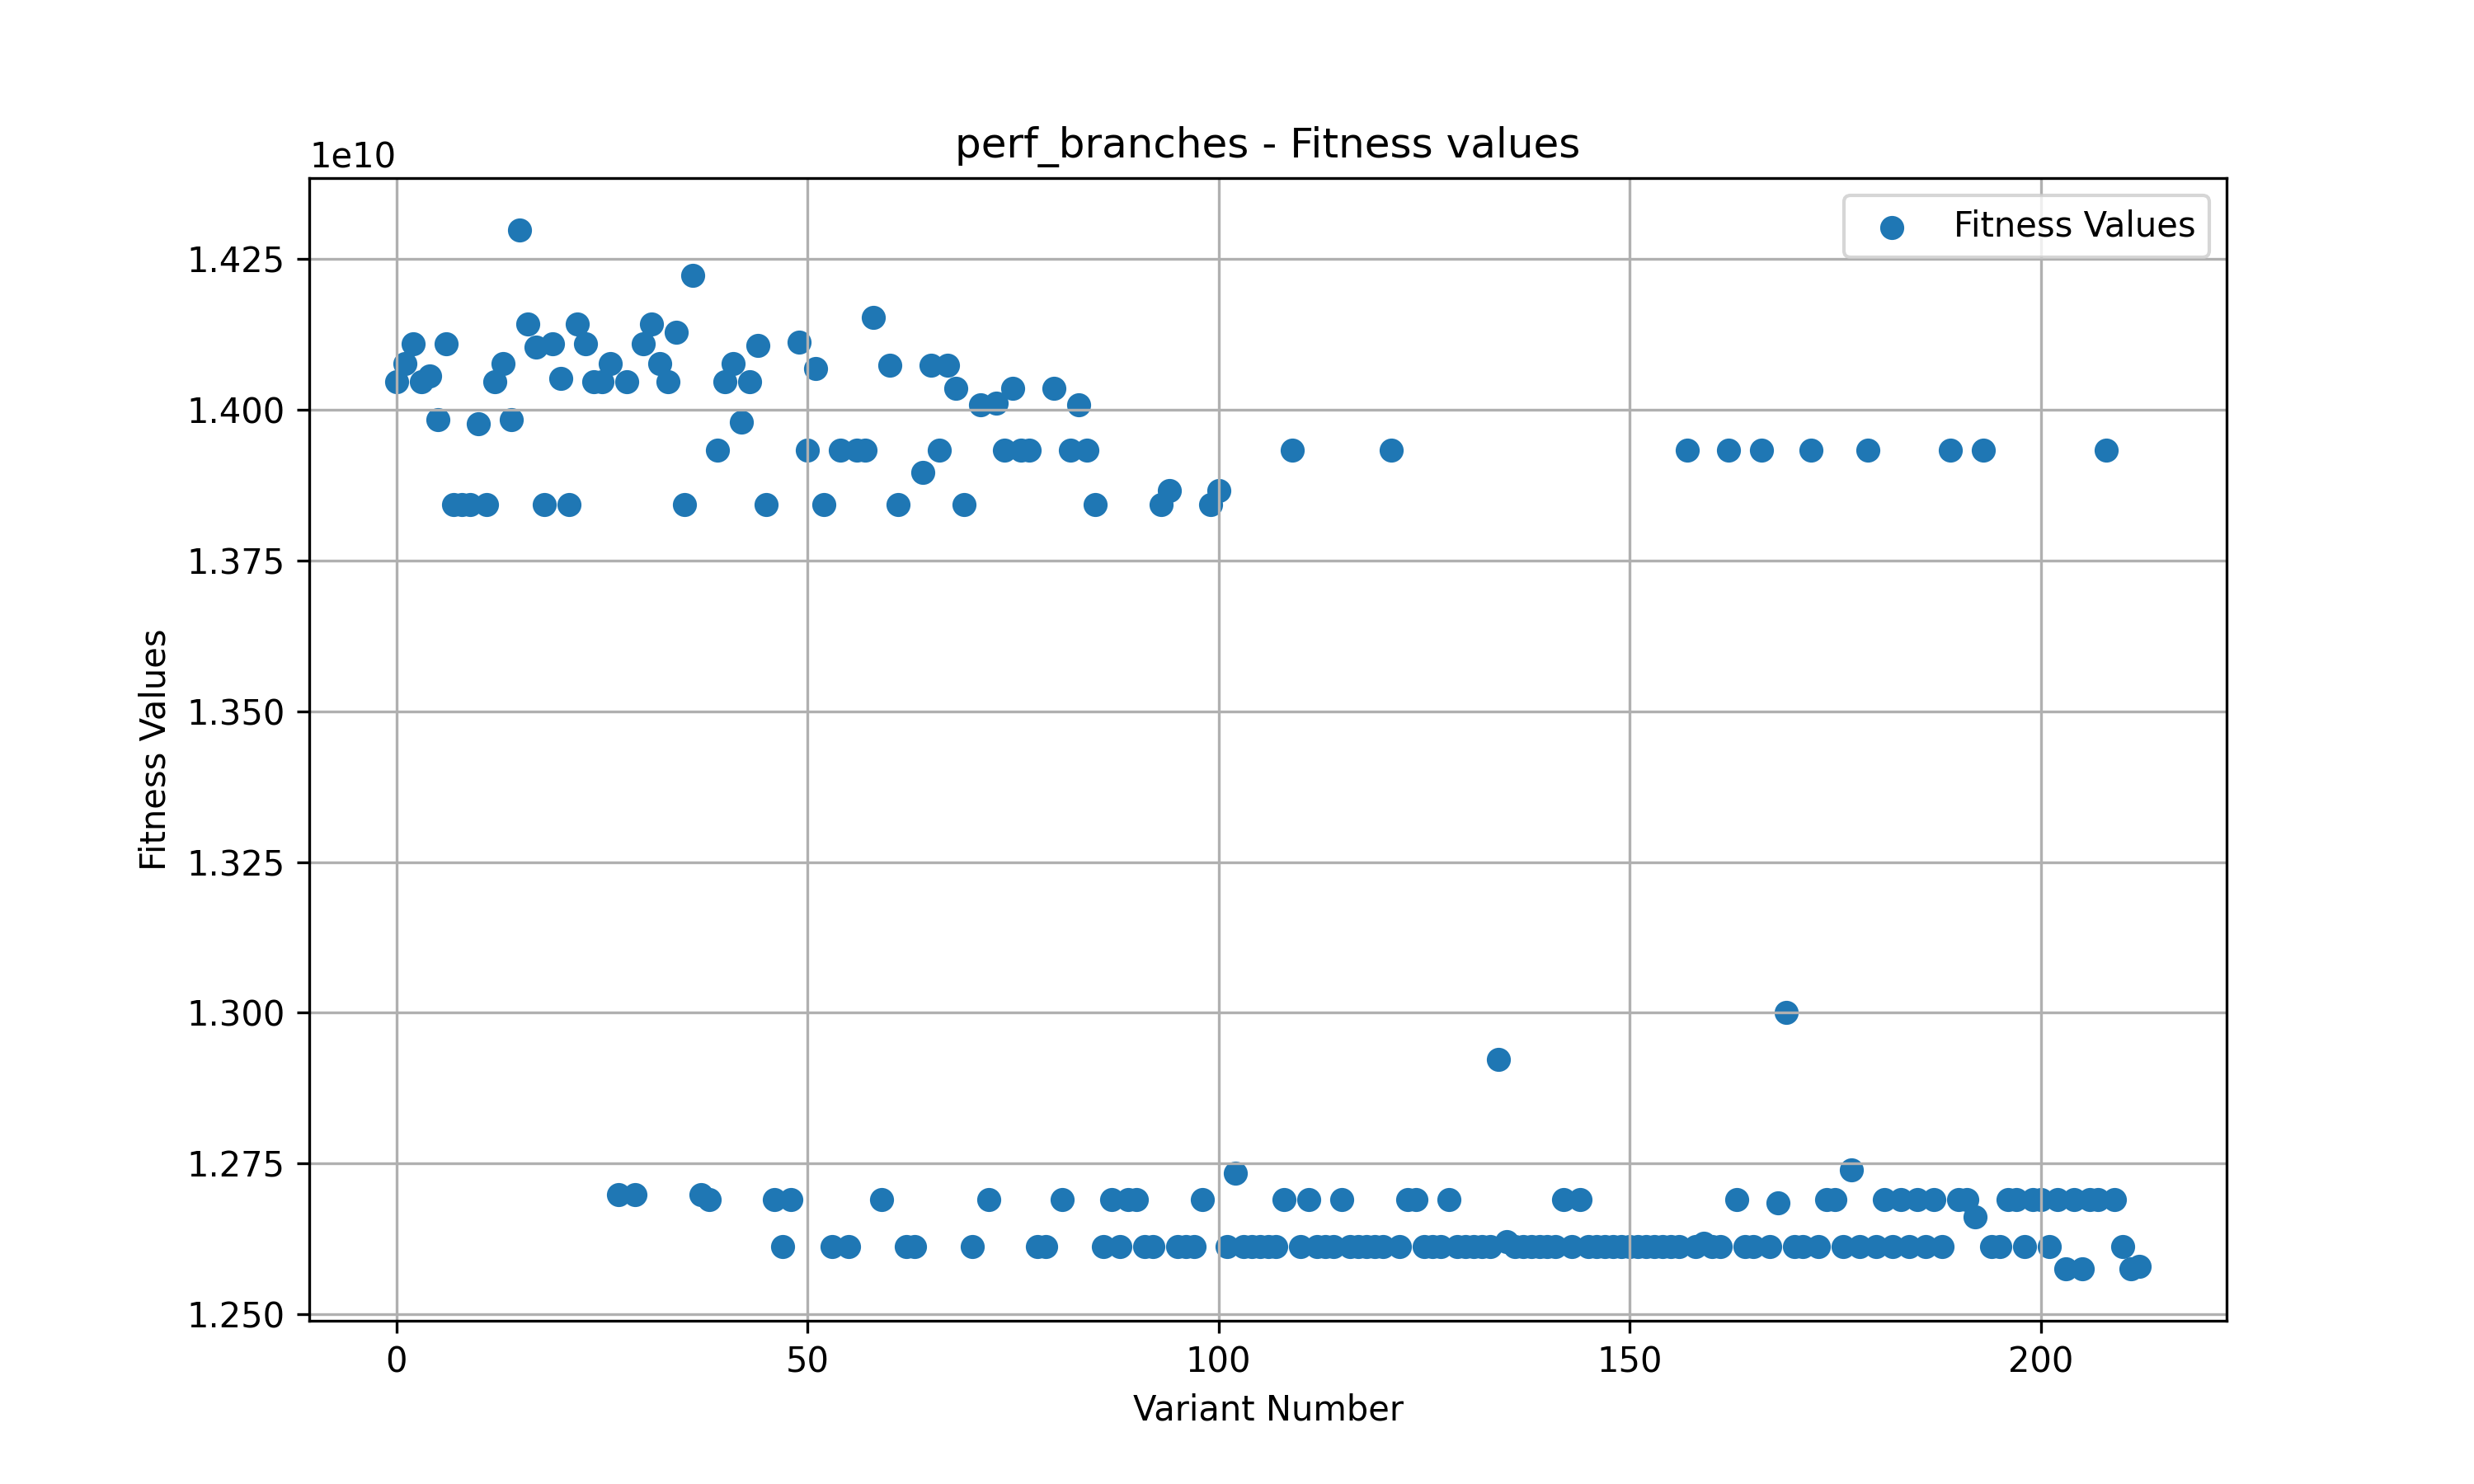 perf_branches - Fitness values
1e10
Fitness Values
1.425
1.400
1.375
1.350
1.325
1.300
1.275
1.250
Fitness Values
0 50 100 150 200
Variant Number